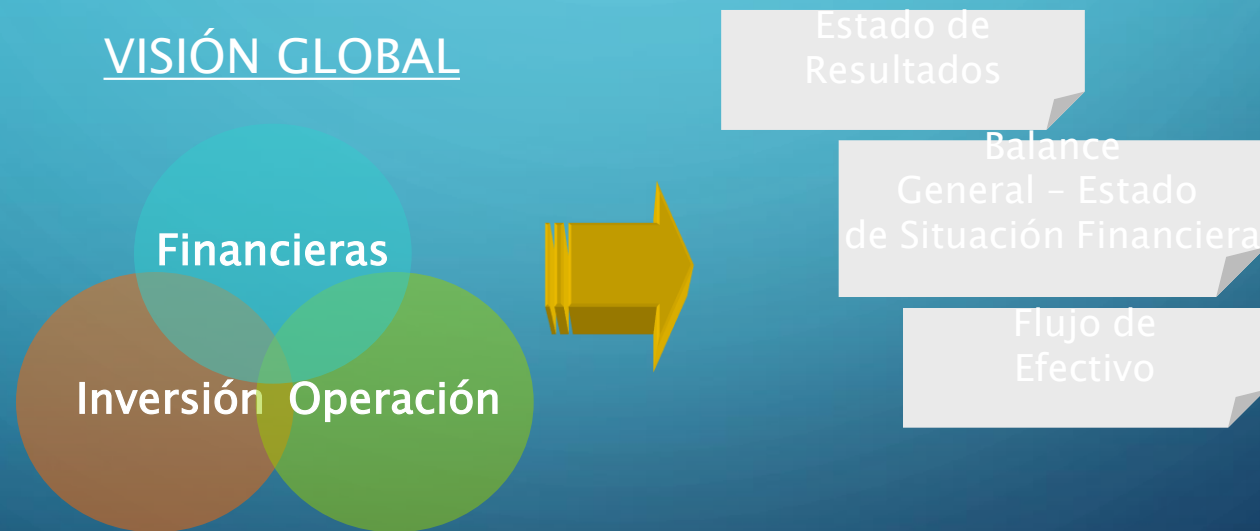 VISIÓN GLOBAL
Financieras
Inversión
Operación
Estado de
Resultados
Balance
General – Estado
de Situación Financiera
Flujo de
Efectivo